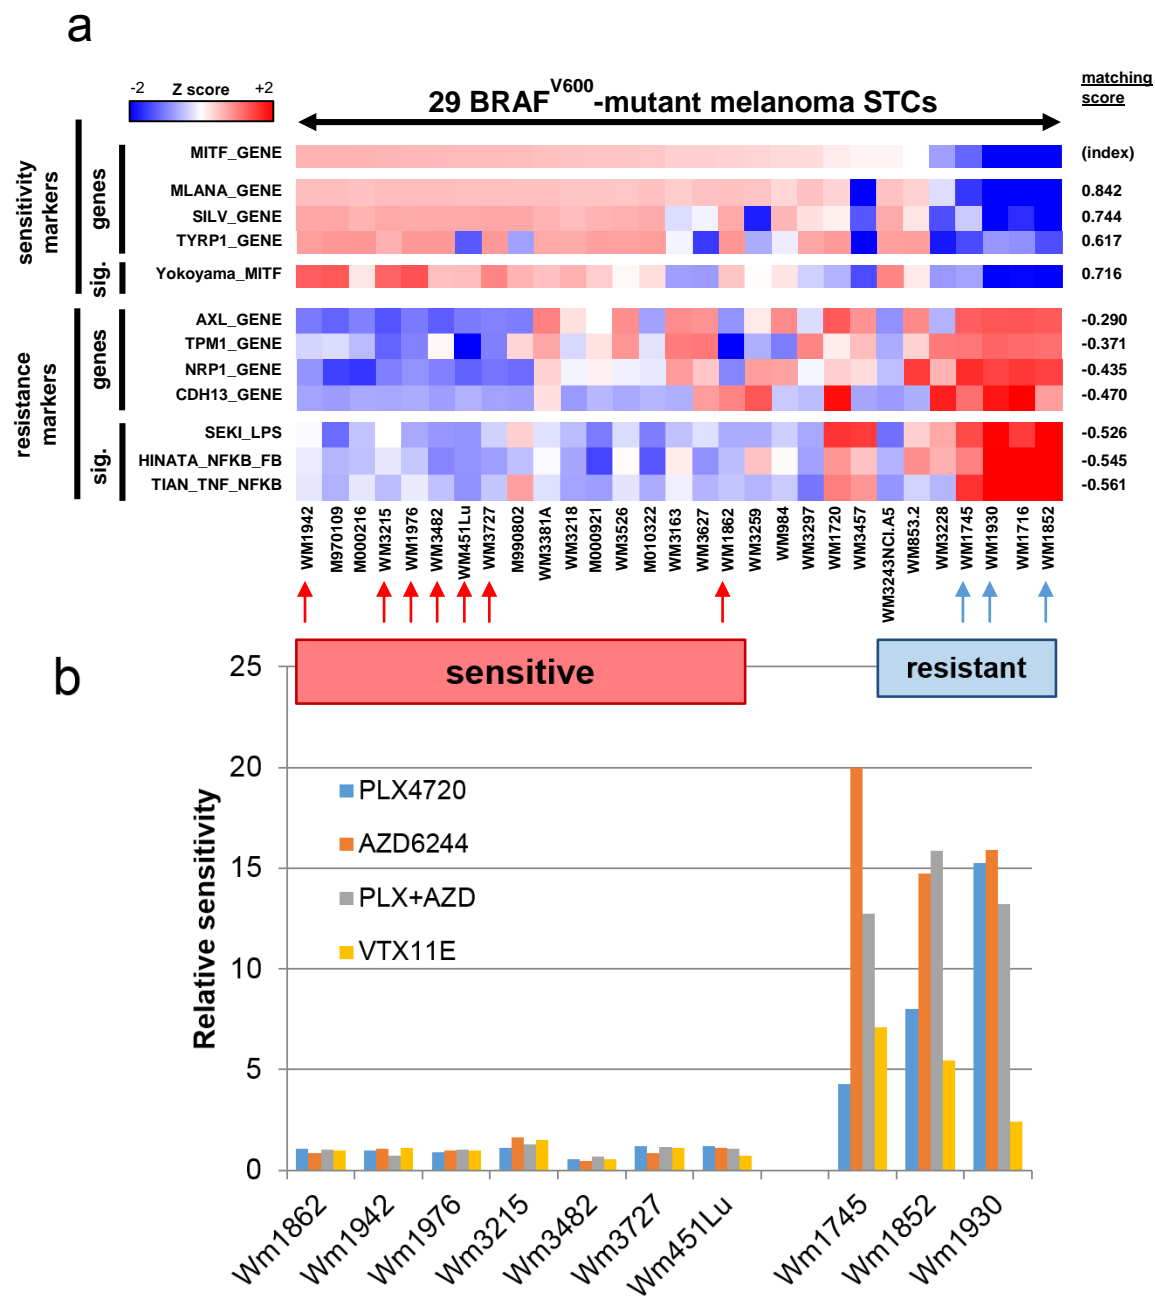 a
-2 Z score +2
29 BRAF^V600-mutant melanoma STCs
matching
score
sensitivity
markers
genes
sig.
MITF_GENE (index)
MLANA_GENE 0.842
SILV_GENE 0.744
TYRP1_GENE 0.617
Yokoyama_MITF 0.716
resistance
markers
genes
sig.
AXL_GENE -0.290
TPM1_GENE -0.371
NRP1_GENE -0.435
CDH13_GENE -0.470
SEKI_LPS -0.526
HINATA_NFKB_FB -0.545
TIAN_TNF_NFKB -0.561
WM1942
M970109
M000216
WM3215
WM1976
WM3482
WM451Lu
WM3727
M990802
WM3381A
WM3218
M000921
WM3526
M010322
WM3163
WM3627
WM1862
WM3259
WM984
WM3297
WM1720
WM3457
WM3243NCI.A5
WM853.2
WM3228
WM1745
WM1930
WM1716
WM1852
b
sensitive
resistant
Relative sensitivity
25
20
15
10
5
0
PLX4720
AZD6244
PLX+AZD
VTX11E
Wm1862
Wm1942
Wm1976
Wm3215
Wm3482
Wm3727
Wm451Lu
Wm1745
Wm1852
Wm1930